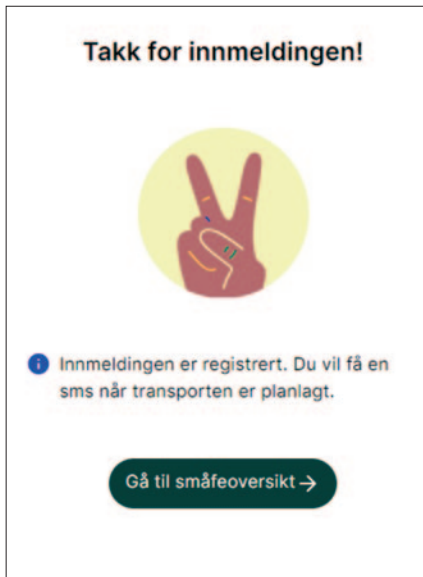 Takk for innmeldingen!
Innmeldingen er registrert. Du vil få en
sms når transporten er planlagt.
Gå til småfeoversikt →